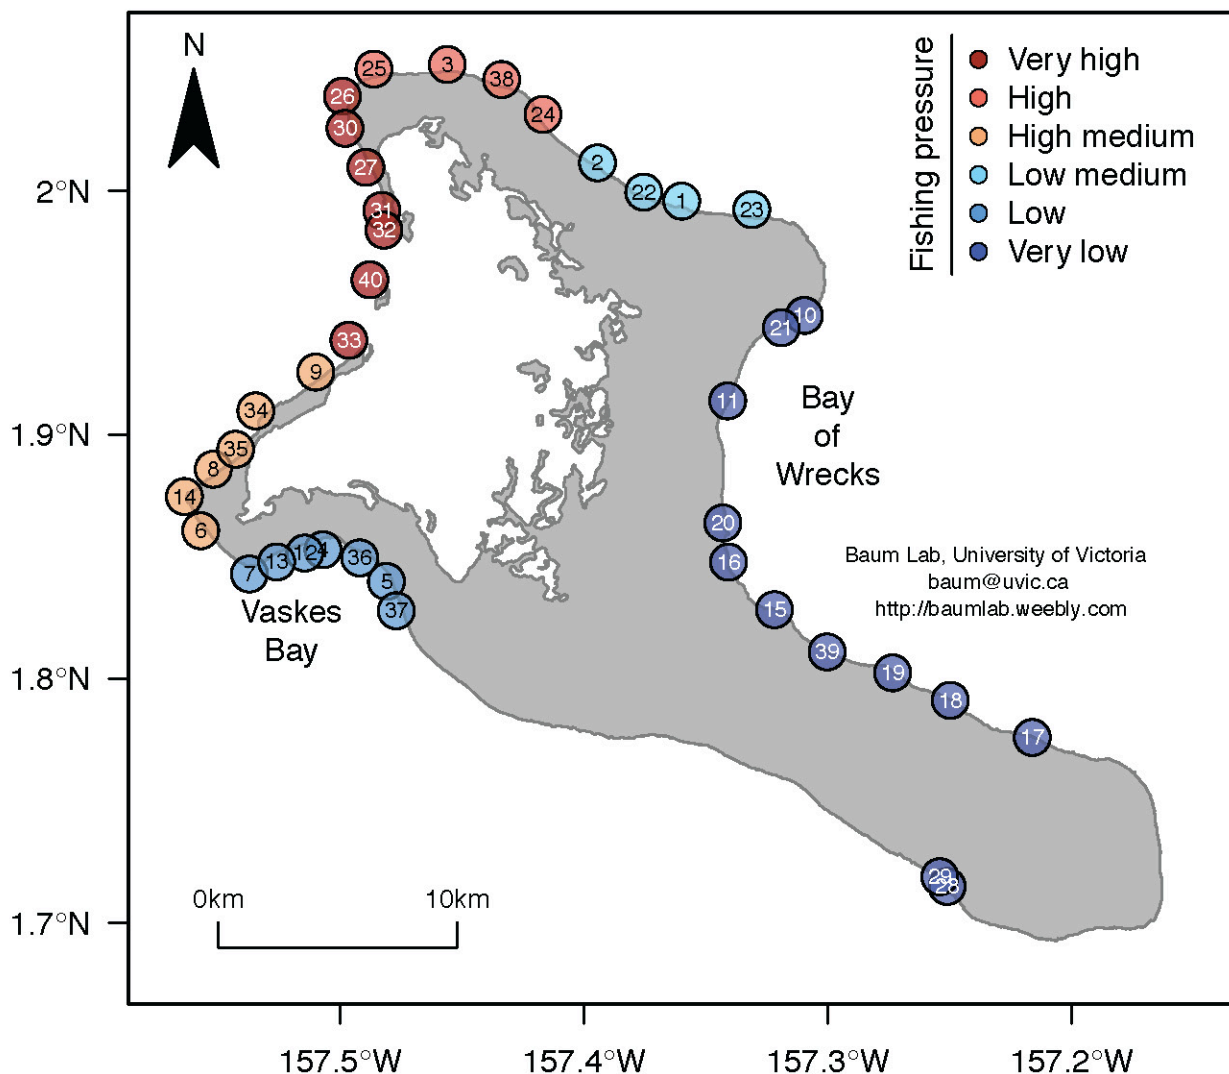 N
Fishing pressure
Very high
High
High medium
Low medium
Low
Very low
25
3
38
26
24
30
2
27
22
1
23
31
32
40
10
21
33
9
11
34
35
8
14
6
20
16
7
13
12
4
36
5
37
15
39
19
18
17
29
28
Bay
of
Wrecks
Baum Lab, University of Victoria
baum@uvic.ca
http://baumlab.weebly.com
Vaskes
Bay
0km
10km
2°N
1.9°N
1.8°N
1.7°N
157.5°W
157.4°W
157.3°W
157.2°W